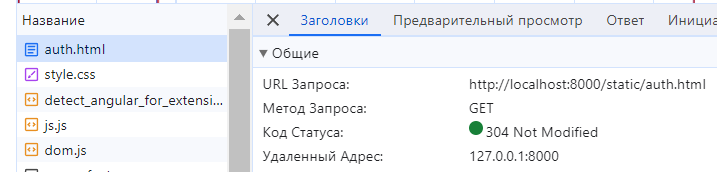 Название
auth.html
style.css
detect_angular_for_extensi...
js.js
dom.js
Заголовки Предварительный просмотр Ответ Иници
Общие
URL Запроса: http://localhost:8000/static/auth.html
Метод Запроса: GET
Код Статуса: 304 Not Modified
Удаленный Адрес: 127.0.0.1:8000